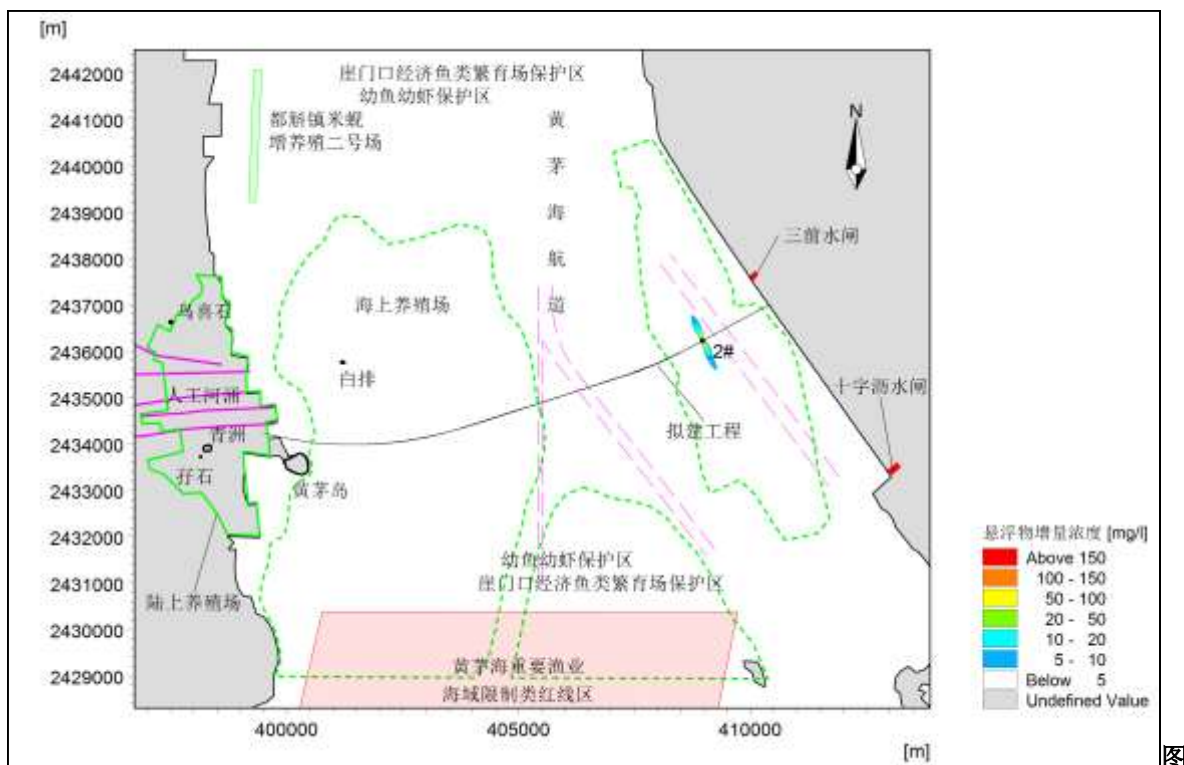 [m]
2442000
2441000
2440000
2439000
2438000
2437000
2436000
2435000
2434000
2433000
2432000
2431000
2430000
2429000
崖门口经济鱼类繁育场保护区
幼鱼幼虾保护区
都斛镇米蚬
增养殖二号场
黄
茅
海
航
道
N
三前水闸
海上养殖场
乌喜石
白排
2#
人工河涌
青洲
孖石
黄茅岛
拟建工程
十字沥水闸
陆上养殖场
幼鱼幼虾保护区
崖门口经济鱼类繁育场保护区
黄茅海重要渔业
海域限制类红线区
400000
405000
410000
[m]
悬浮物增量浓度 [mg/l]
Above 150
100 - 150
50 - 100
20 - 50
10 - 20
5 - 10
Below 5
Undefined Value
图